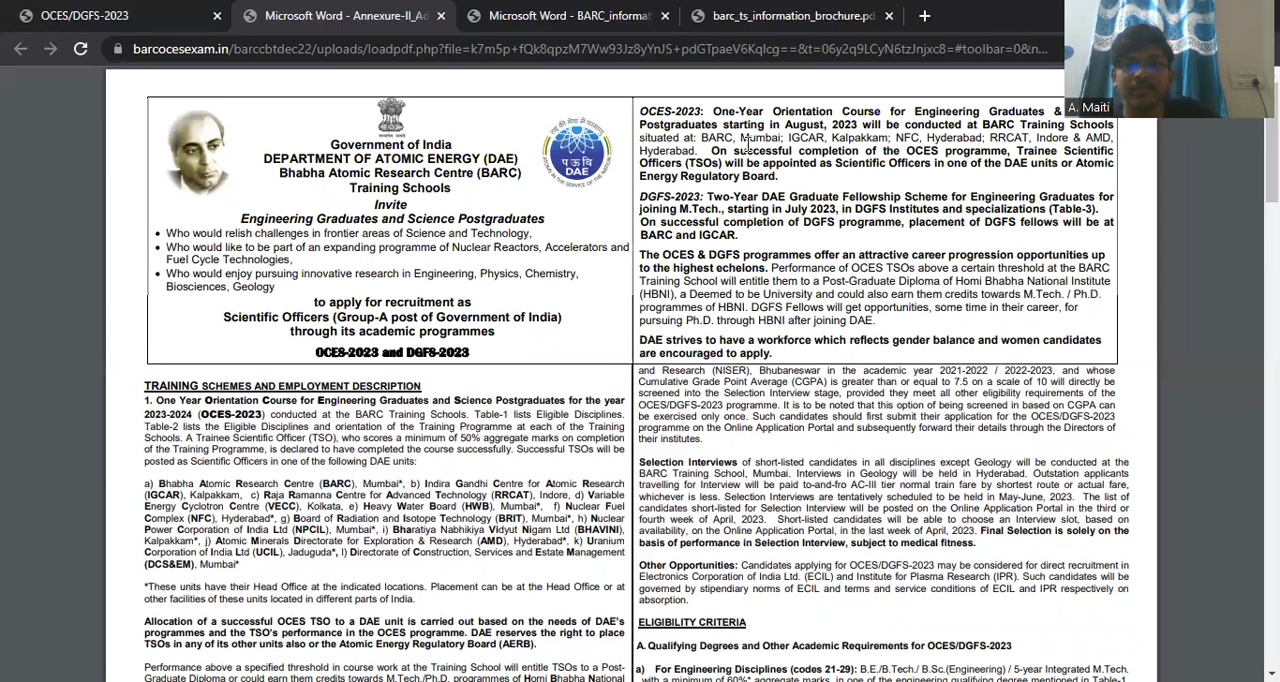 OCES/DGFS-2023
Microsoft Word - Annexure-II_Ad
Microsoft Word - BARC_informat
barc_ts_information_brochure.pd
barcocesexam.in/barccbtdec22/uploads/loadpdf.php?file=k7m5p+fQk8qpzM7Ww93Jz8yYnJS+pdGTpaeV6Kqlcg==&t=06y2q9LCyN6tzJnjxc8=#toolbar=0&n...
A. Maiti
Government of India
DEPARTMENT OF ATOMIC ENERGY (DAE)
Bhabha Atomic Research Centre (BARC)
Training Schools
Invite
Engineering Graduates and Science Postgraduates
• Who would relish challenges in frontier areas of Science and Technology,
• Who would like to be part of an expanding programme of Nuclear Reactors, Accelerators and
Fuel Cycle Technologies,
• Who would enjoy pursuing innovative research in Engineering, Physics, Chemistry,
Biosciences, Geology
to apply for recruitment as
Scientific Officers (Group-A post of Government of India)
through its academic programmes
OCES-2023 and DGFS-2023
पऊवि
DAE
OCES-2023: One-Year Orientation Course for Engineering Graduates &
Postgraduates starting in August, 2023 will be conducted at BARC Training Schools
situated at: BARC, Mumbai; IGCAR, Kalpakkam; NFC, Hyderabad; RRCAT, Indore & AMD,
Hyderabad. On successful completion of the OCES programme, Trainee Scientific
Officers (TSOs) will be appointed as Scientific Officers in one of the DAE units or Atomic
Energy Regulatory Board.
DGFS-2023: Two-Year DAE Graduate Fellowship Scheme for Engineering Graduates for
joining M.Tech., starting in July 2023, in DGFS Institutes and specializations (Table-3).
On successful completion of DGFS programme, placement of DGFS fellows will be at
BARC and IGCAR.
The OCES & DGFS programmes offer an attractive career progression opportunities up
to the highest echelons. Performance of OCES TSOs above a certain threshold at the BARC
Training School will entitle them to a Post-Graduate Diploma of Homi Bhabha National Institute
(HBNI), a Deemed to be University and could also earn them credits towards M.Tech. / Ph.D.
programmes of HBNI. DGFS Fellows will get opportunities, some time in their career, for
pursuing Ph.D. through HBNI after joining DAE.
DAE strives to have a workforce which reflects gender balance and women candidates
are encouraged to apply.
TRAINING SCHEMES AND EMPLOYMENT DESCRIPTION
1. One Year Orientation Course for Engineering Graduates and Science Postgraduates for the year
2023-2024 (OCES-2023) conducted at the BARC Training Schools. Table-1 lists Eligible Disciplines.
Table-2 lists the Eligible Disciplines and orientation of the Training Programme at each of the Training
Schools. A Trainee Scientific Officer (TSO), who scores a minimum of 50% aggregate marks on completion
of the Training Programme, is declared to have completed the course successfully. Successful TSOs will be
posted as Scientific Officers in one of the following DAE units:
a) Bhabha Atomic Research Centre (BARC), Mumbai*, b) Indira Gandhi Centre for Atomic Research
(IGCAR), Kalpakkam, c) Raja Ramanna Centre for Advanced Technology (RRCAT), Indore, d) Variable
Energy Cyclotron Centre (VECC), Kolkata, e) Heavy Water Board (HWB), Mumbai*, f) Nuclear Fuel
Complex (NFC), Hyderabad*, g) Board of Radiation and Isotope Technology (BRIT), Mumbai*, h) Nuclear
Power Corporation of India Ltd (NPCIL), Mumbai*, i) Bharatiya Nabhikiya Vidyut Nigam Ltd (BHAVINI),
Kalpakkam*, j) Atomic Minerals Directorate for Exploration & Research (AMD), Hyderabad*, k) Uranium
Corporation of India Ltd (UCIL), Jaduguda*, l) Directorate of Construction, Services and Estate Management
(DCS&EM), Mumbai*
*These units have their Head Office at the indicated locations. Placement can be at the Head Office or at
other facilities of these units located in different parts of India.
Allocation of a successful OCES TSO to a DAE unit is carried out based on the needs of DAE's
programmes and the TSO's performance in the OCES programme. DAE reserves the right to place
TSOs in any of its other units also or the Atomic Energy Regulatory Board (AERB).
Performance above a specified threshold in course work at the Training School will entitle TSOs to a Post-
Graduate Diploma or could earn them credits towards M.Tech./Ph.D. programmes of Homi Bhabha National
and Research (NISER), Bhubaneswar in the academic year 2021-2022 / 2022-2023, and whose
Cumulative Grade Point Average (CGPA) is greater than or equal to 7.5 on a scale of 10 will directly be
screened into the Selection Interview stage, provided they meet all other eligibility requirements of the
OCES/DGFS-2023 programme. It is to be noted that this option of being screened in based on CGPA can
be exercised only once. Such candidates should first submit their application for the OCES/DGFS-2023
programme on the Online Application Portal and subsequently forward their details through the Directors of
their institutes.
Selection Interviews of short-listed candidates in all disciplines except Geology will be conducted at the
BARC Training School, Mumbai. Interviews in Geology will be held in Hyderabad. Outstation applicants
travelling for Interview will be paid to-and-fro AC-III tier normal train fare by shortest route or actual fare,
whichever is less. Selection Interviews are tentatively scheduled to be held in May-June, 2023. The list of
candidates short-listed for Selection Interview will be posted on the Online Application Portal in the third or
fourth week of April, 2023. Short-listed candidates will be able to choose an Interview slot, based on
availability, on the Online Application Portal, in the last week of April, 2023. Final Selection is solely on the
basis of performance in Selection Interview, subject to medical fitness.
Other Opportunities: Candidates applying for OCES/DGFS-2023 may be considered for direct recruitment in
Electronics Corporation of India Ltd. (ECIL) and Institute for Plasma Research (IPR). Such candidates will be
governed by stipendiary norms of ECIL and terms and service conditions of ECIL and IPR respectively on
absorption.
ELIGIBILITY CRITERIA
A. Qualifying Degrees and Other Academic Requirements for OCES/DGFS-2023
a) For Engineering Disciplines (codes 21-29): B.E./B.Tech./ B.Sc.(Engineering) / 5-year Integrated M.Tech.
with a minimum of 60%* aggregate marks, in one of the engineering qualifying degree mentioned in Table-1.